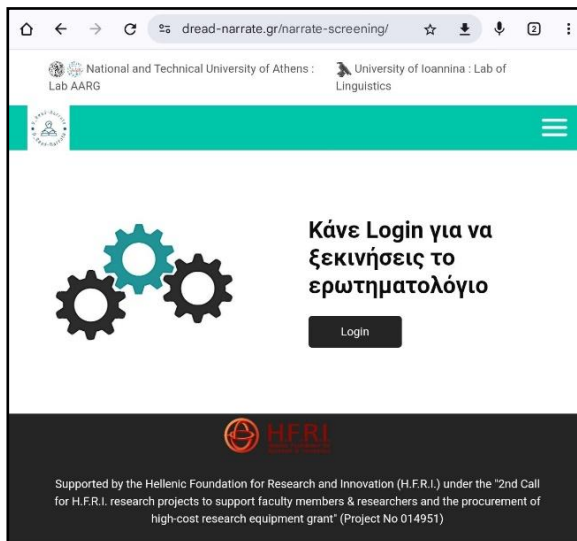 dread-narrate.gr/narrate-screening/
2
National and Technical University of Athens :
Lab AARG
University of Ioannina : Lab of
Linguistics
Κάνε Login για να
ξεκινήσεις το
ερωτηματολόγιο
Login
H.F.R.I.
Supported by the Hellenic Foundation for Research and Innovation (H.F.R.I.) under the "2nd Call
for H.F.R.I. research projects to support faculty members & researchers and the procurement of
high-cost research equipment grant" (Project No 014951)